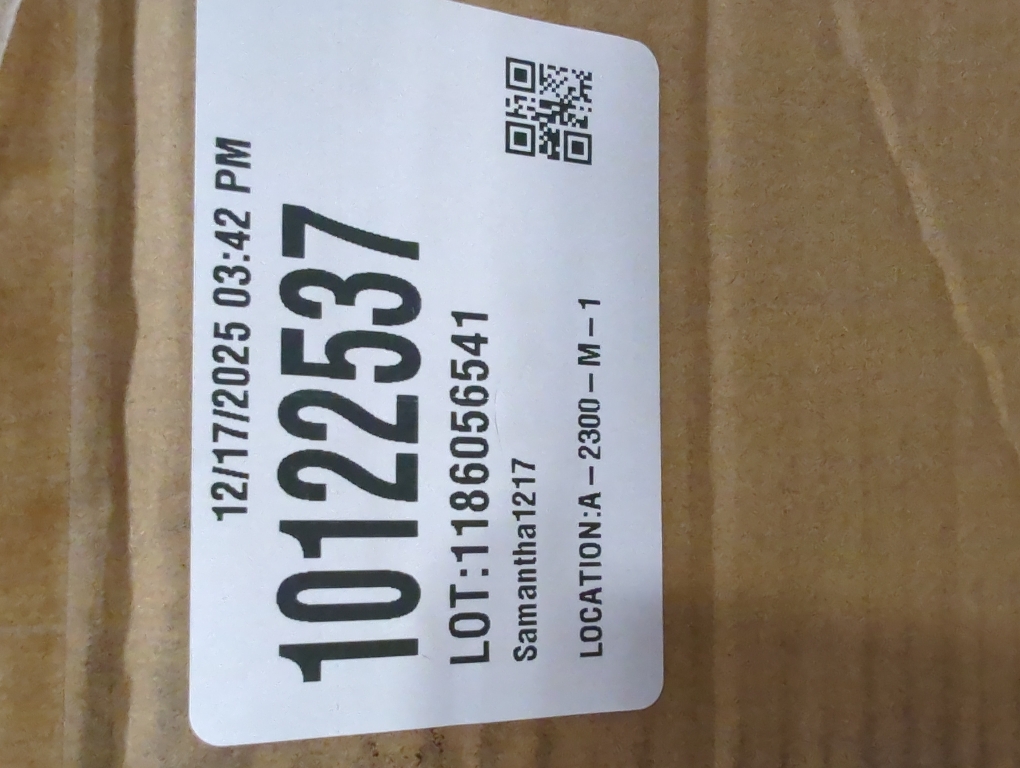 12/17/2025 03:42 PM
10122537
LOT:1186056541
Samantha1217
LOCATION:A-2300-M-1